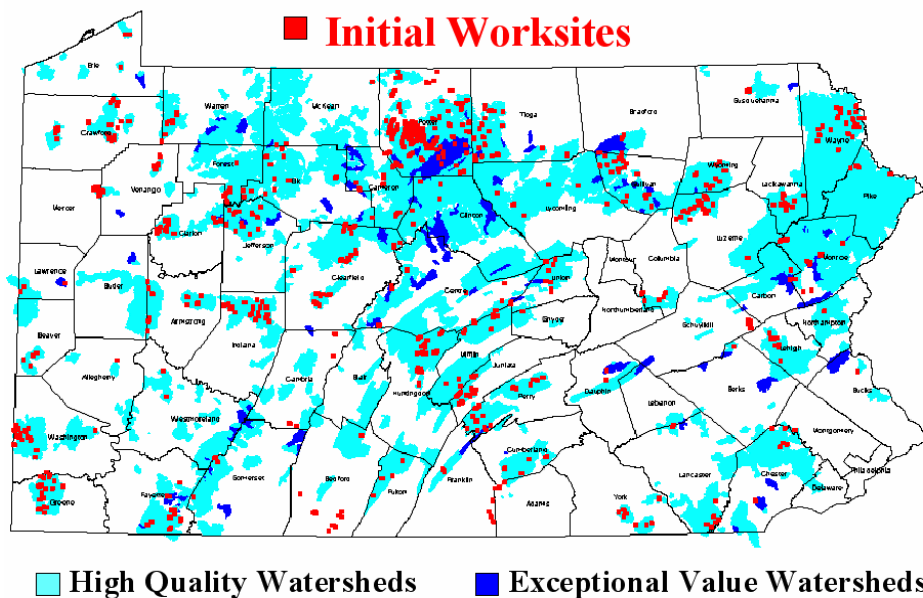 Initial Worksites
Erie
Warren
McKean
Potter
Tioga
Bradford
Susquehanna
Wayne
Crawford
Forest
Elk
Cameron
Wyoming
Sullivan
Lackawanna
Pike
Mercer
Venango
Clinton
Lycoming
Clarion
Jefferson
Luzerne
Clearfield
Monroe
Lawrence
Butler
Centre
Union
Montour
Columbia
Carbon
Armstrong
Northumberland
Northampton
Snyder
Schuylkill
Beaver
Indiana
Mifflin
Lehigh
Juniata
Allegheny
Cambria
Blair
Huntingdon
Perry
Dauphin
Berks
Bucks
Lebanon
Westmoreland
Washington
Montgomery
Cumberland
Philadelphia
Lancaster
Chester
Fayette
Somerset
Bedford
Fulton
Franklin
Adams
York
Delaware
Greene
High Quality Watersheds
Exceptional Value Watersheds